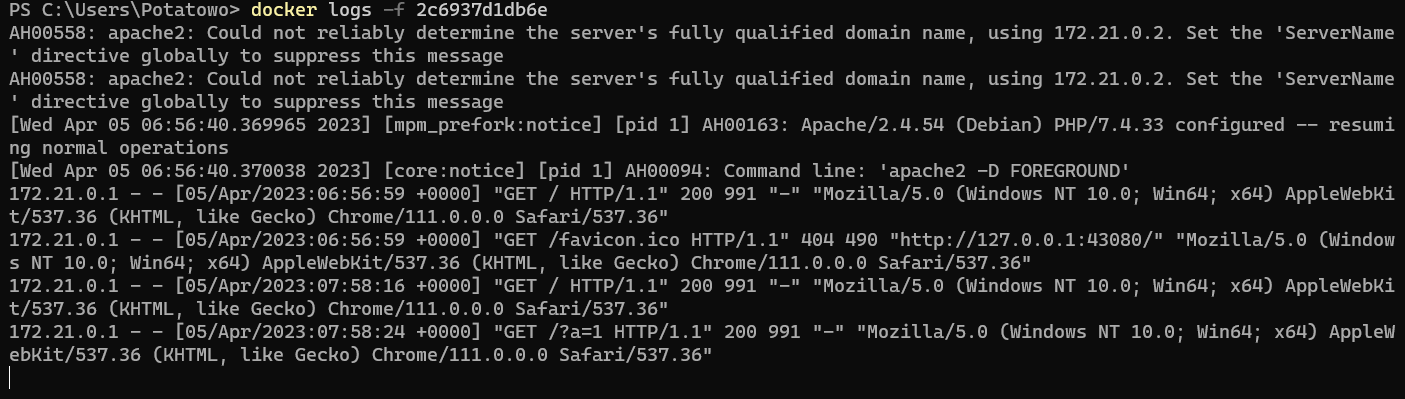 PS C:\Users\Potatowo> docker logs -f 2c6937d1db6e
AH00558: apache2: Could not reliably determine the server's fully qualified domain name, using 172.21.0.2. Set the 'ServerName
' directive globally to suppress this message
AH00558: apache2: Could not reliably determine the server's fully qualified domain name, using 172.21.0.2. Set the 'ServerName
' directive globally to suppress this message
[Wed Apr 05 06:56:40.369965 2023] [mpm_prefork:notice] [pid 1] AH00163: Apache/2.4.54 (Debian) PHP/7.4.33 configured -- resumi
ng normal operations
[Wed Apr 05 06:56:40.370038 2023] [core:notice] [pid 1] AH00094: Command line: 'apache2 -D FOREGROUND'
172.21.0.1 - - [05/Apr/2023:06:56:59 +0000] "GET / HTTP/1.1" 200 991 "-" "Mozilla/5.0 (Windows NT 10.0; Win64; x64) AppleWebKi
t/537.36 (KHTML, like Gecko) Chrome/111.0.0.0 Safari/537.36"
172.21.0.1 - - [05/Apr/2023:06:56:59 +0000] "GET /favicon.ico HTTP/1.1" 404 490 "http://127.0.0.1:43080/" "Mozilla/5.0 (Window
s NT 10.0; Win64; x64) AppleWebKit/537.36 (KHTML, like Gecko) Chrome/111.0.0.0 Safari/537.36"
172.21.0.1 - - [05/Apr/2023:07:58:16 +0000] "GET / HTTP/1.1" 200 991 "-" "Mozilla/5.0 (Windows NT 10.0; Win64; x64) AppleWebKi
t/537.36 (KHTML, like Gecko) Chrome/111.0.0.0 Safari/537.36"
172.21.0.1 - - [05/Apr/2023:07:58:24 +0000] "GET /?a=1 HTTP/1.1" 200 991 "-" "Mozilla/5.0 (Windows NT 10.0; Win64; x64) AppleW
ebKit/537.36 (KHTML, like Gecko) Chrome/111.0.0.0 Safari/537.36"